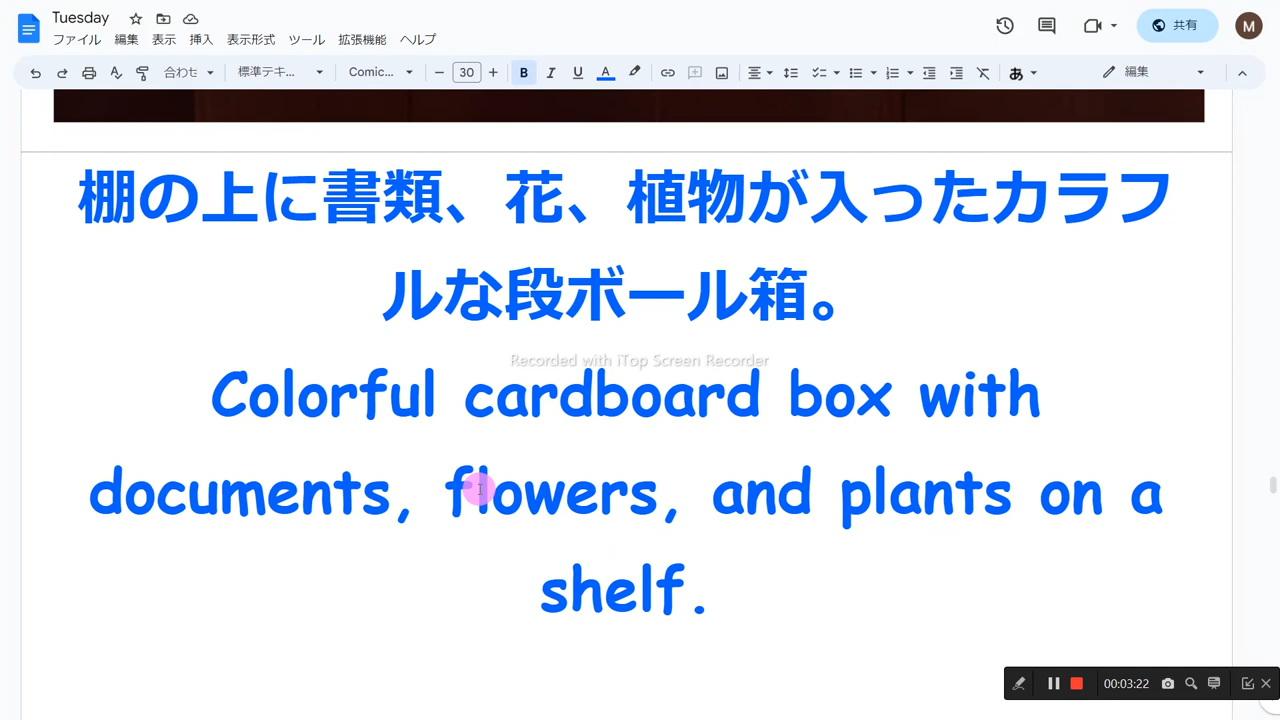 Tuesday
ファイル 編集 表示 挿入 表示形式 ツール 拡張機能 ヘルプ
共有 M
合わせ 標準テキ... Comic... 30 B I U A あ 編集
棚の上に書類、花、植物が入ったカラフ
ルな段ボール箱。
Recorded with iTop Screen Recorder
Colorful cardboard box with
documents, flowers, and plants on a
shelf.
00:03:22